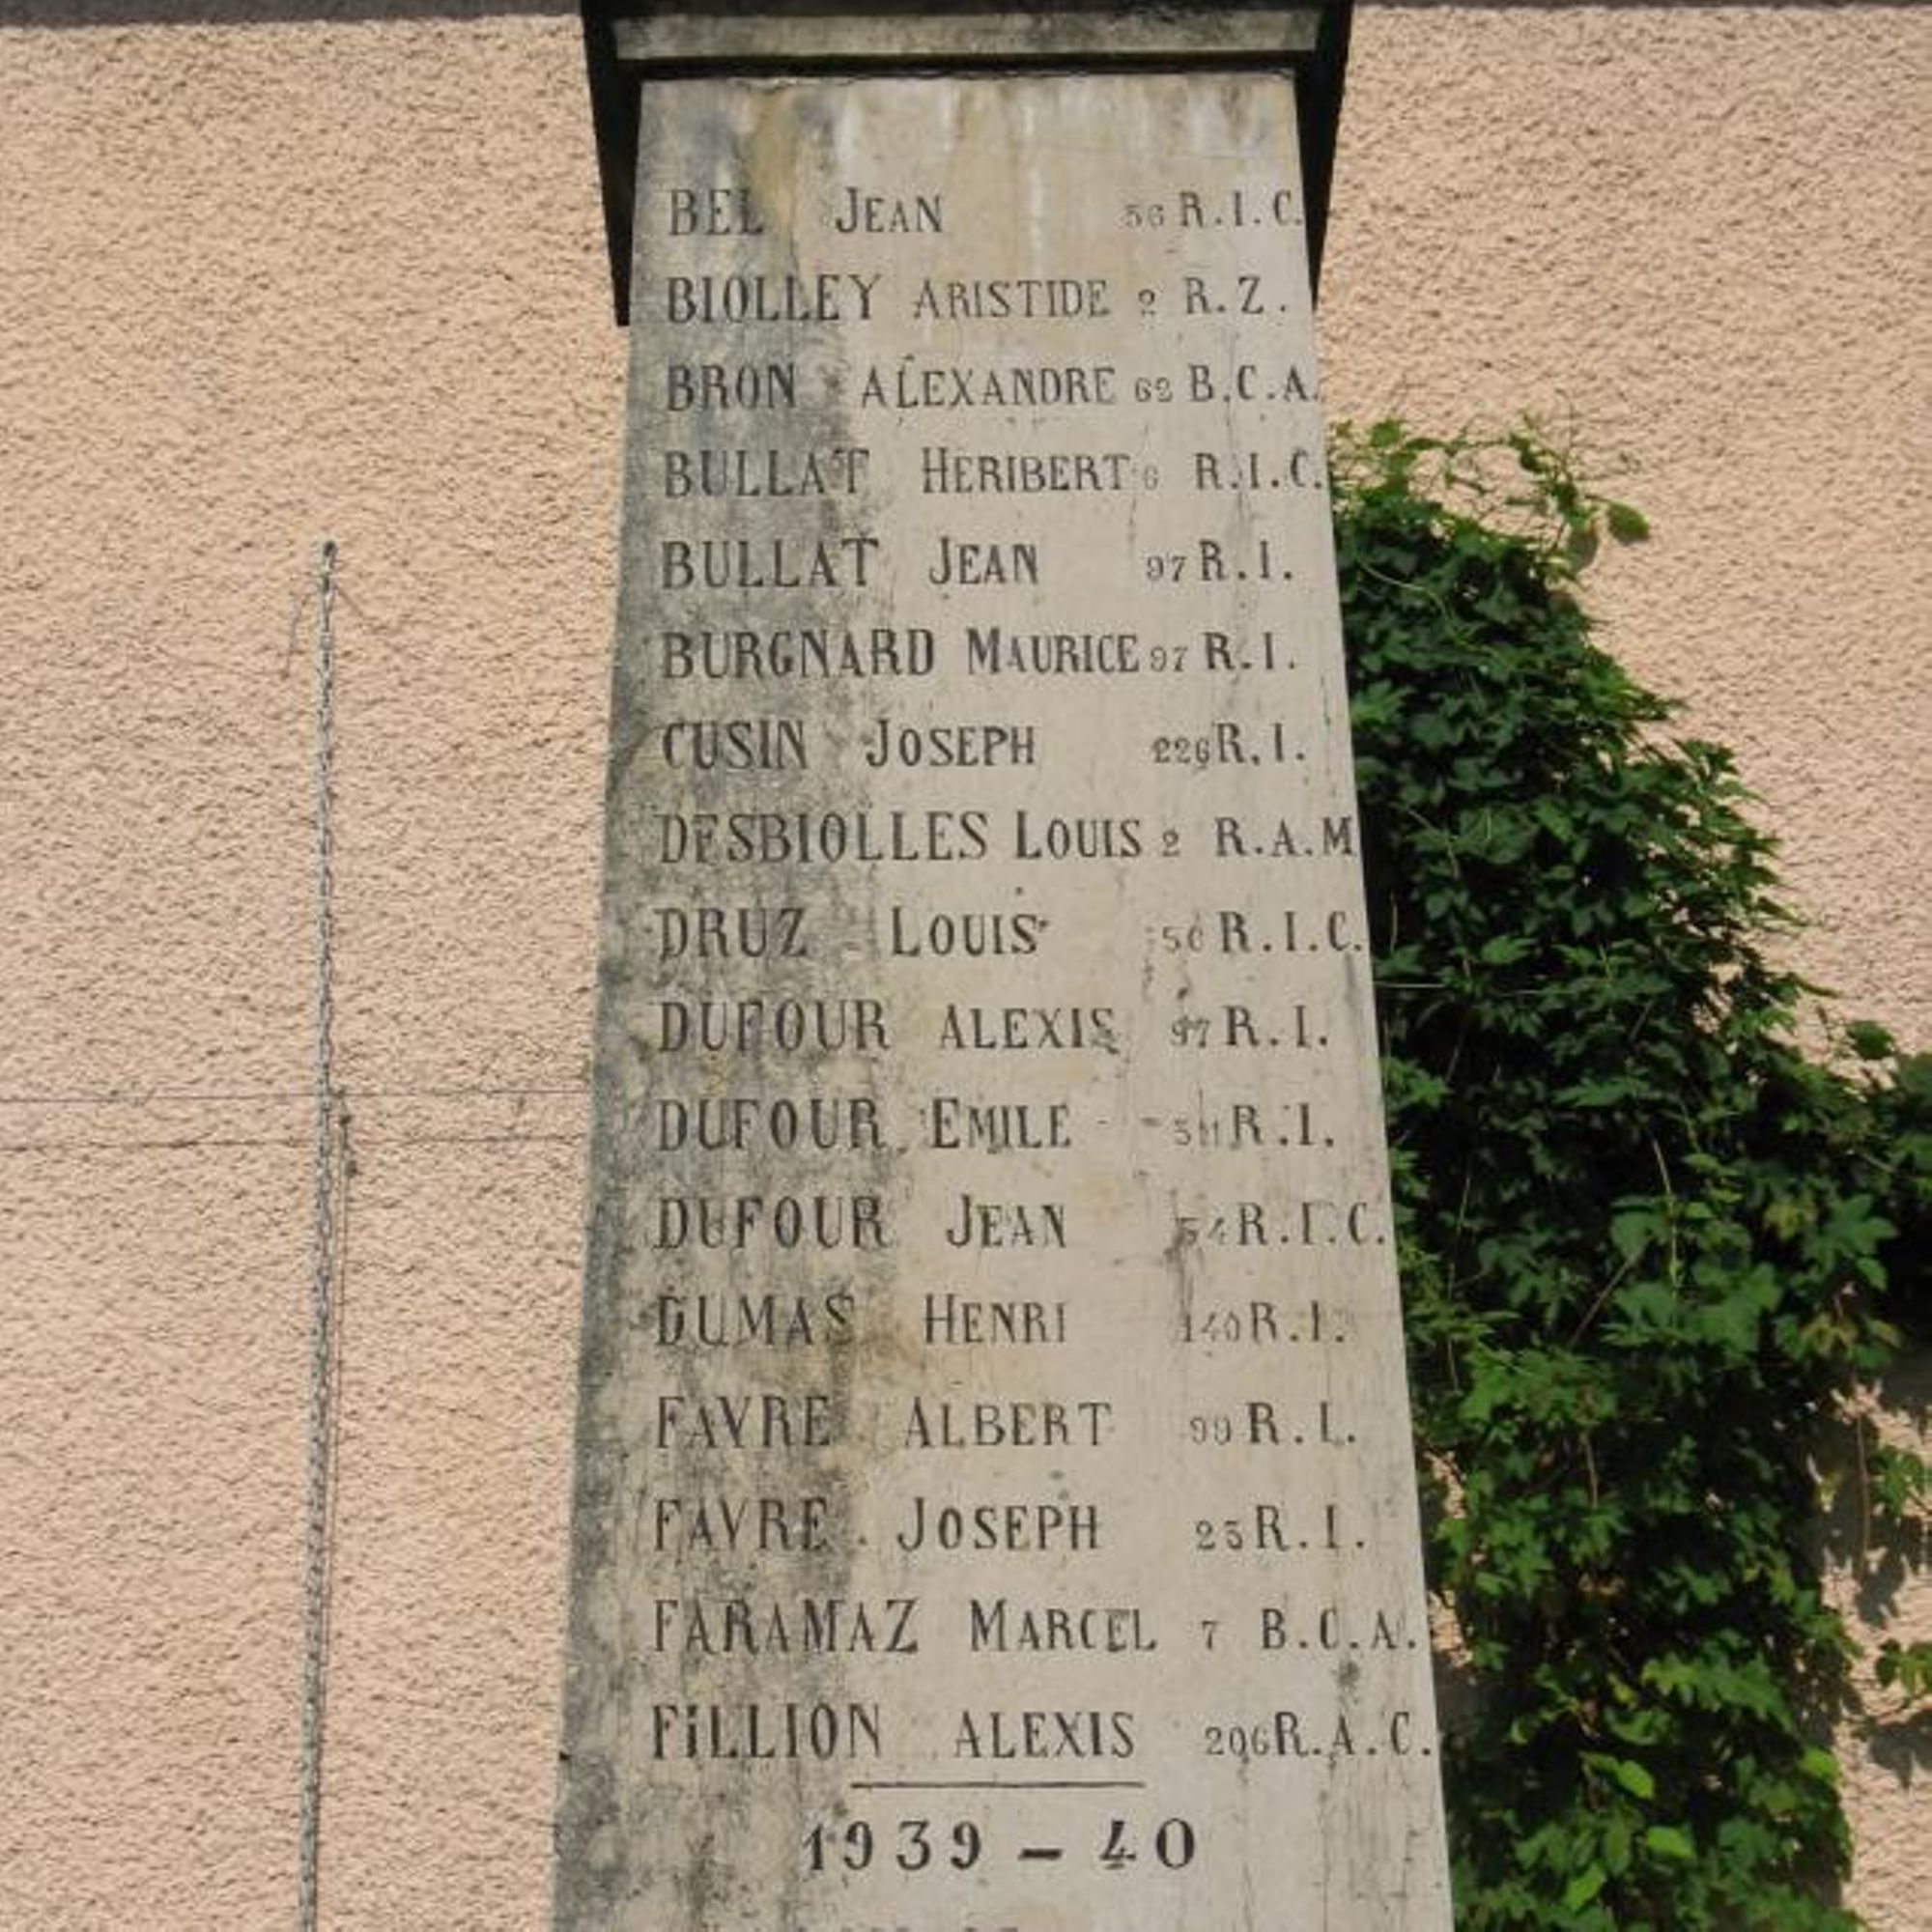 BEL JEAN 56 R.I.C.
BIOLLEY ARISTIDE 2 R.Z.
BRON ALEXANDRE 62 B.C.A.
BULLAT HERIBERT 6 R.I.C.
BULLAT JEAN 97 R.I.
BURGNARD MAURICE 97 R.I.
CUSIN JOSEPH 226 R.I.
DESBIOLLES LOUIS 2 R.A.M
DRUZ LOUIS 56 R.I.C.
DUFOUR ALEXIS 97 R.I.
DUFOUR EMILE R.I.
DUFOUR JEAN 54 R.I.C.
DUMAS HENRI 140 R.I.
FAVRE ALBERT 99 R.I.
FAVRE JOSEPH 23 R.I.
FARAMAZ MARCEL 7 B.C.A.
FiLLION ALEXIS 206 R.A.C.
1939 - 40